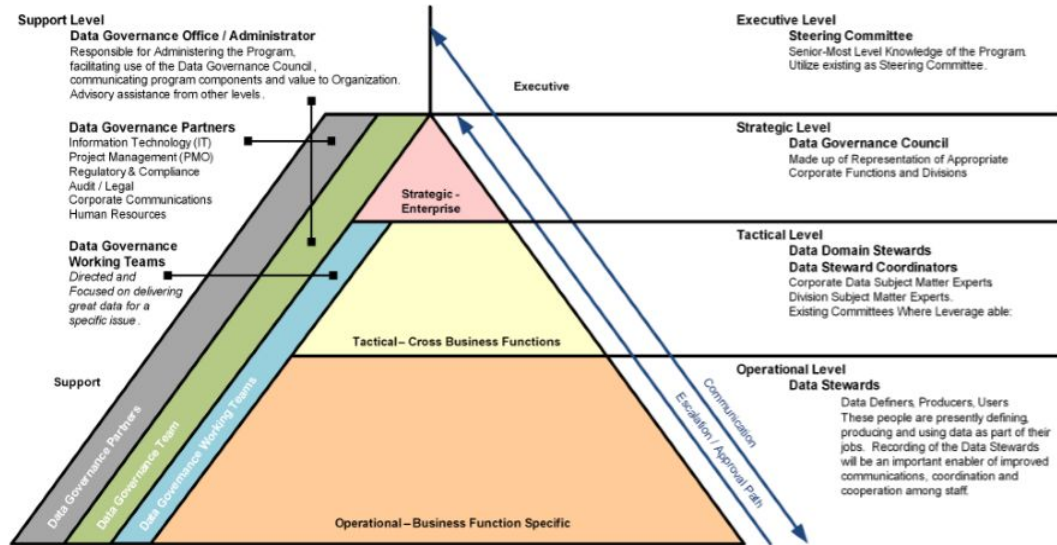 Support Level
Data Governance Office / Administrator
Responsible for Administering the Program,
facilitating use of the Data Governance Council,
communicating program components and value to Organization.
Advisory assistance from other levels.
Data Governance Partners
Information Technology (IT)
Project Management (PMO)
Regulatory & Compliance
Audit / Legal
Corporate Communications
Human Resources
Data Governance
Working Teams
Directed and
Focused on delivering
great data for a
specific issue.
Support
Data Governance Partners
Data Governance Team
Data Governance Working Teams
Executive
Strategic -
Enterprise
Tactical – Cross Business Functions
Operational – Business Function Specific
Communication
Escalation / Approval Path
Executive Level
Steering Committee
Senior-Most Level Knowledge of the Program.
Utilize existing as Steering Committee.
Strategic Level
Data Governance Council
Made up of Representation of Appropriate
Corporate Functions and Divisions
Tactical Level
Data Domain Stewards
Data Steward Coordinators
Corporate Data Subject Matter Experts
Division Subject Matter Experts.
Existing Committees Where Leverage able:
Operational Level
Data Stewards
Data Definers, Producers, Users
These people are presently defining,
producing and using data as part of their
jobs. Recording of the Data Stewards
will be an important enabler of improved
communications, coordination and
cooperation among staff.